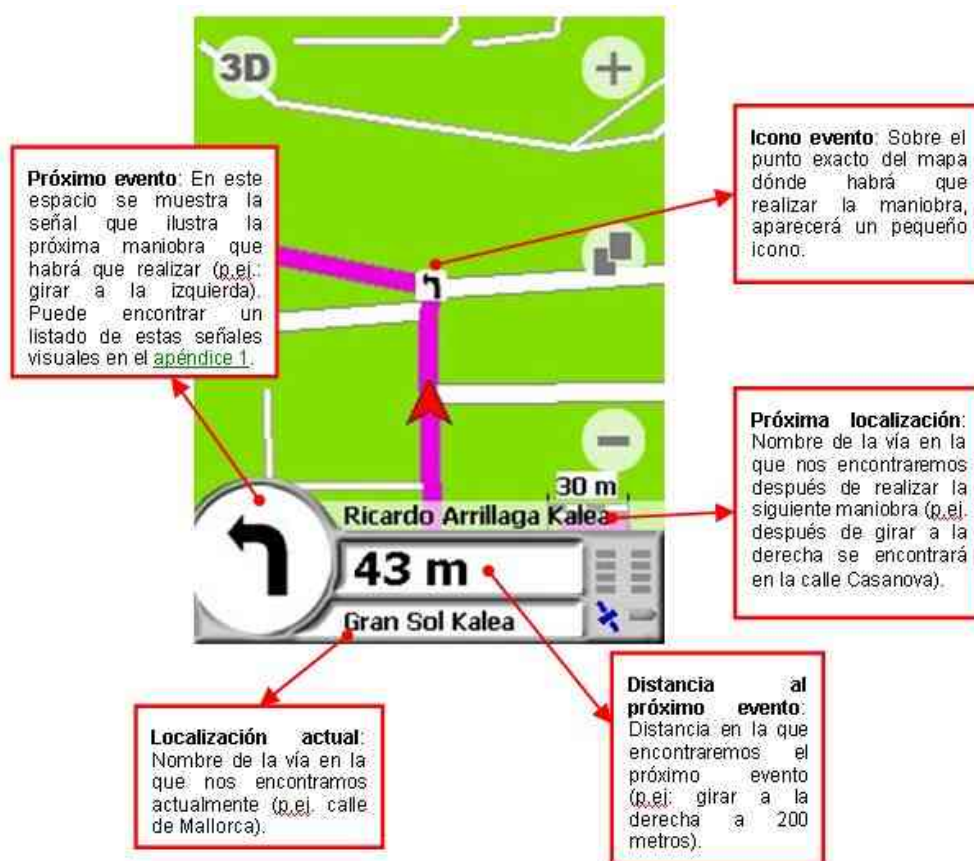 3D
Icono evento: Sobre el
punto exacto del mapa
dónde habrá que
realizar la maniobra,
aparecerá un pequeño
icono.
Próximo evento: En este
espacio se muestra la
señal que ilustra la
próxima maniobra que
habrá que realizar (p.ej.:
girar a la izquierda).
Puede encontrar un
listado de estas señales
visuales en el apéndice 1.
Próxima localización:
Nombre de la vía en la
que nos encontraremos
después de realizar la
siguiente maniobra (p.ej.
después de girar a la
derecha se encontrará
en la calle Casanova).
30 m
Ricardo Arrillaga Kalea
43 m
Gran Sol Kalea
Distancia al
próximo evento:
Distancia en la que
encontraremos el
próximo evento
(p.ej: girar a la
derecha a 200
metros).
Localización actual:
Nombre de la vía en la
que nos encontramos
actualmente (p.ej. calle
de Mallorca).